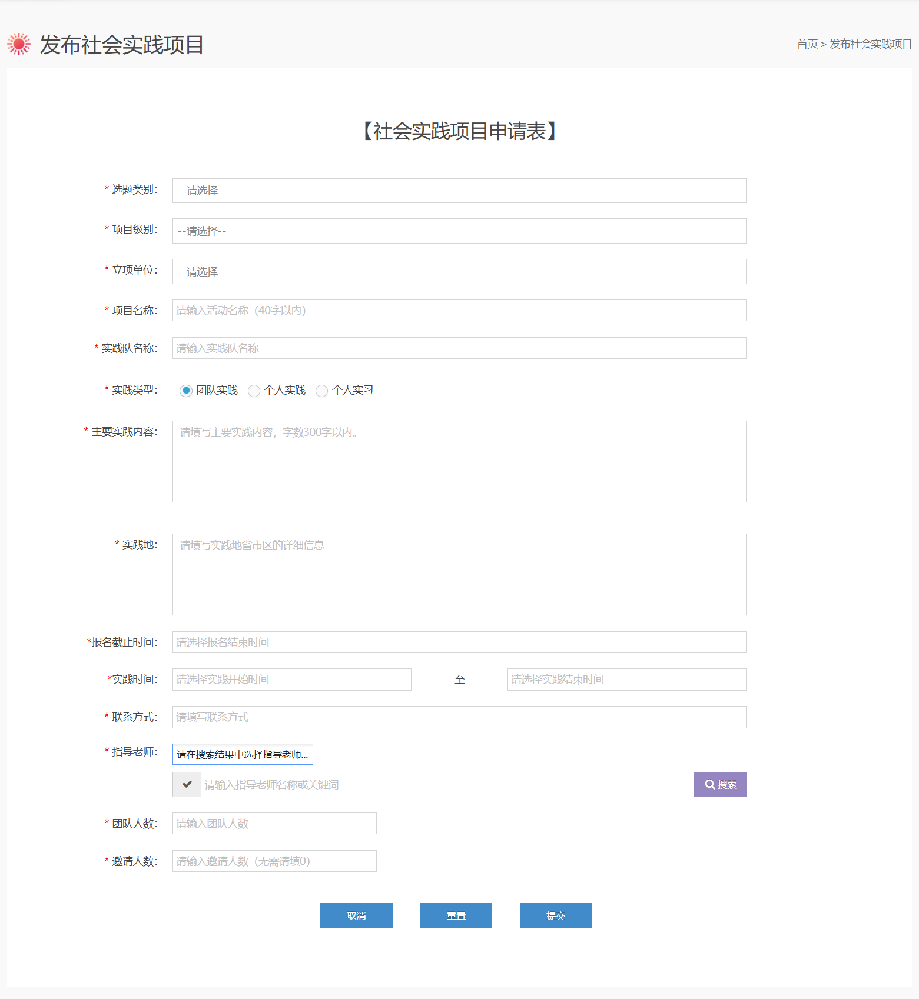 发布社会实践项目
首页 > 发布社会实践项目
【社会实践项目申请表】
* 选题类别： --请选择--
* 项目级别： --请选择--
* 立项单位： --请选择--
* 项目名称： 请输入活动名称（40字以内）
* 实践队名称： 请输入实践队名称
* 实践类型： 团队实践 个人实践 个人实习
* 主要实践内容： 请填写主要实践内容，字数300字以内。
* 实践地： 请填写实践地省市区的详细信息
*报名截止时间： 请选择报名结束时间
*实践时间： 请选择实践开始时间 至 请选择实践结束时间
* 联系方式： 请填写联系方式
* 指导老师： 请在搜索结果中选择指导老师...
请输入指导老师名称或关键词 搜索
* 团队人数： 请输入团队人数
* 邀请人数： 请输入邀请人数（无需请填0）
取消 重置 提交